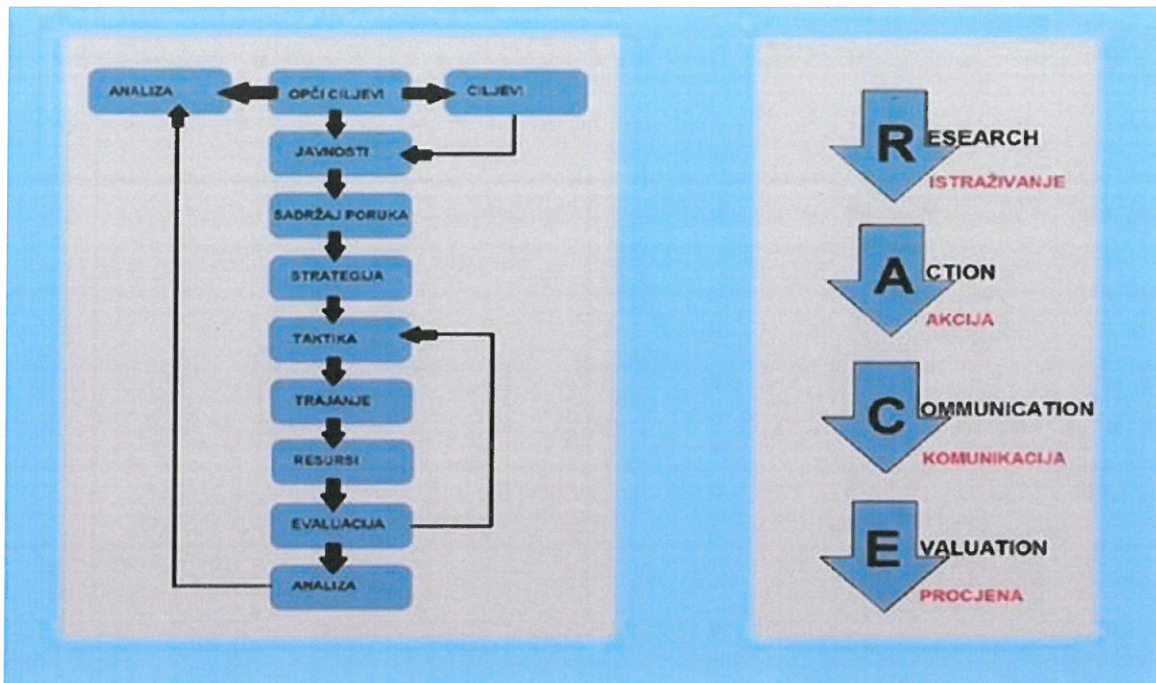 ANALIZA
OPĆI CILJEVI
CILJEVI
JAVNOSTI
SADRŽAJ PORUKA
STRATEGIJA
TAKTIKA
TRAJANJE
RESURSI
EVALUACIJA
ANALIZA
RESEARCH
ISTRAŽIVANJE
ACTION
AKCIJA
COMMUNICATION
KOMUNIKACIJA
EVALUATION
PROCJENA